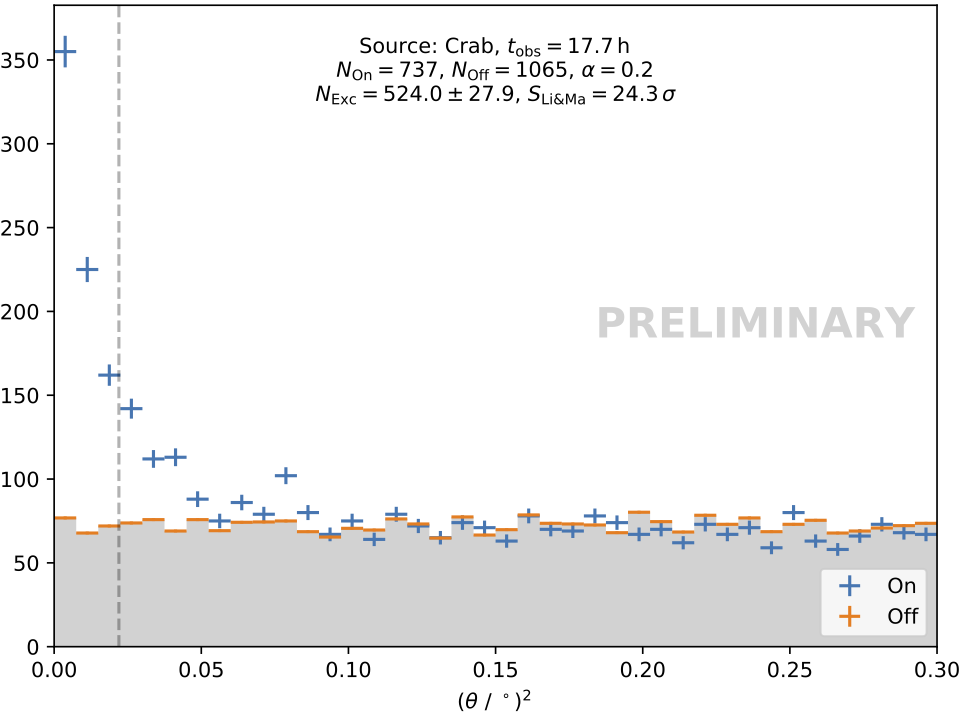 Source: Crab, t_obs = 17.7 h
N_On = 737, N_Off = 1065, α = 0.2
N_Exc = 524.0 ± 27.9, S_Li&Ma = 24.3 σ
350
300
250
200
150
100
50
0
PRELIMINARY
On
Off
0.00 0.05 0.10 0.15 0.20 0.25 0.30
(θ / °)²